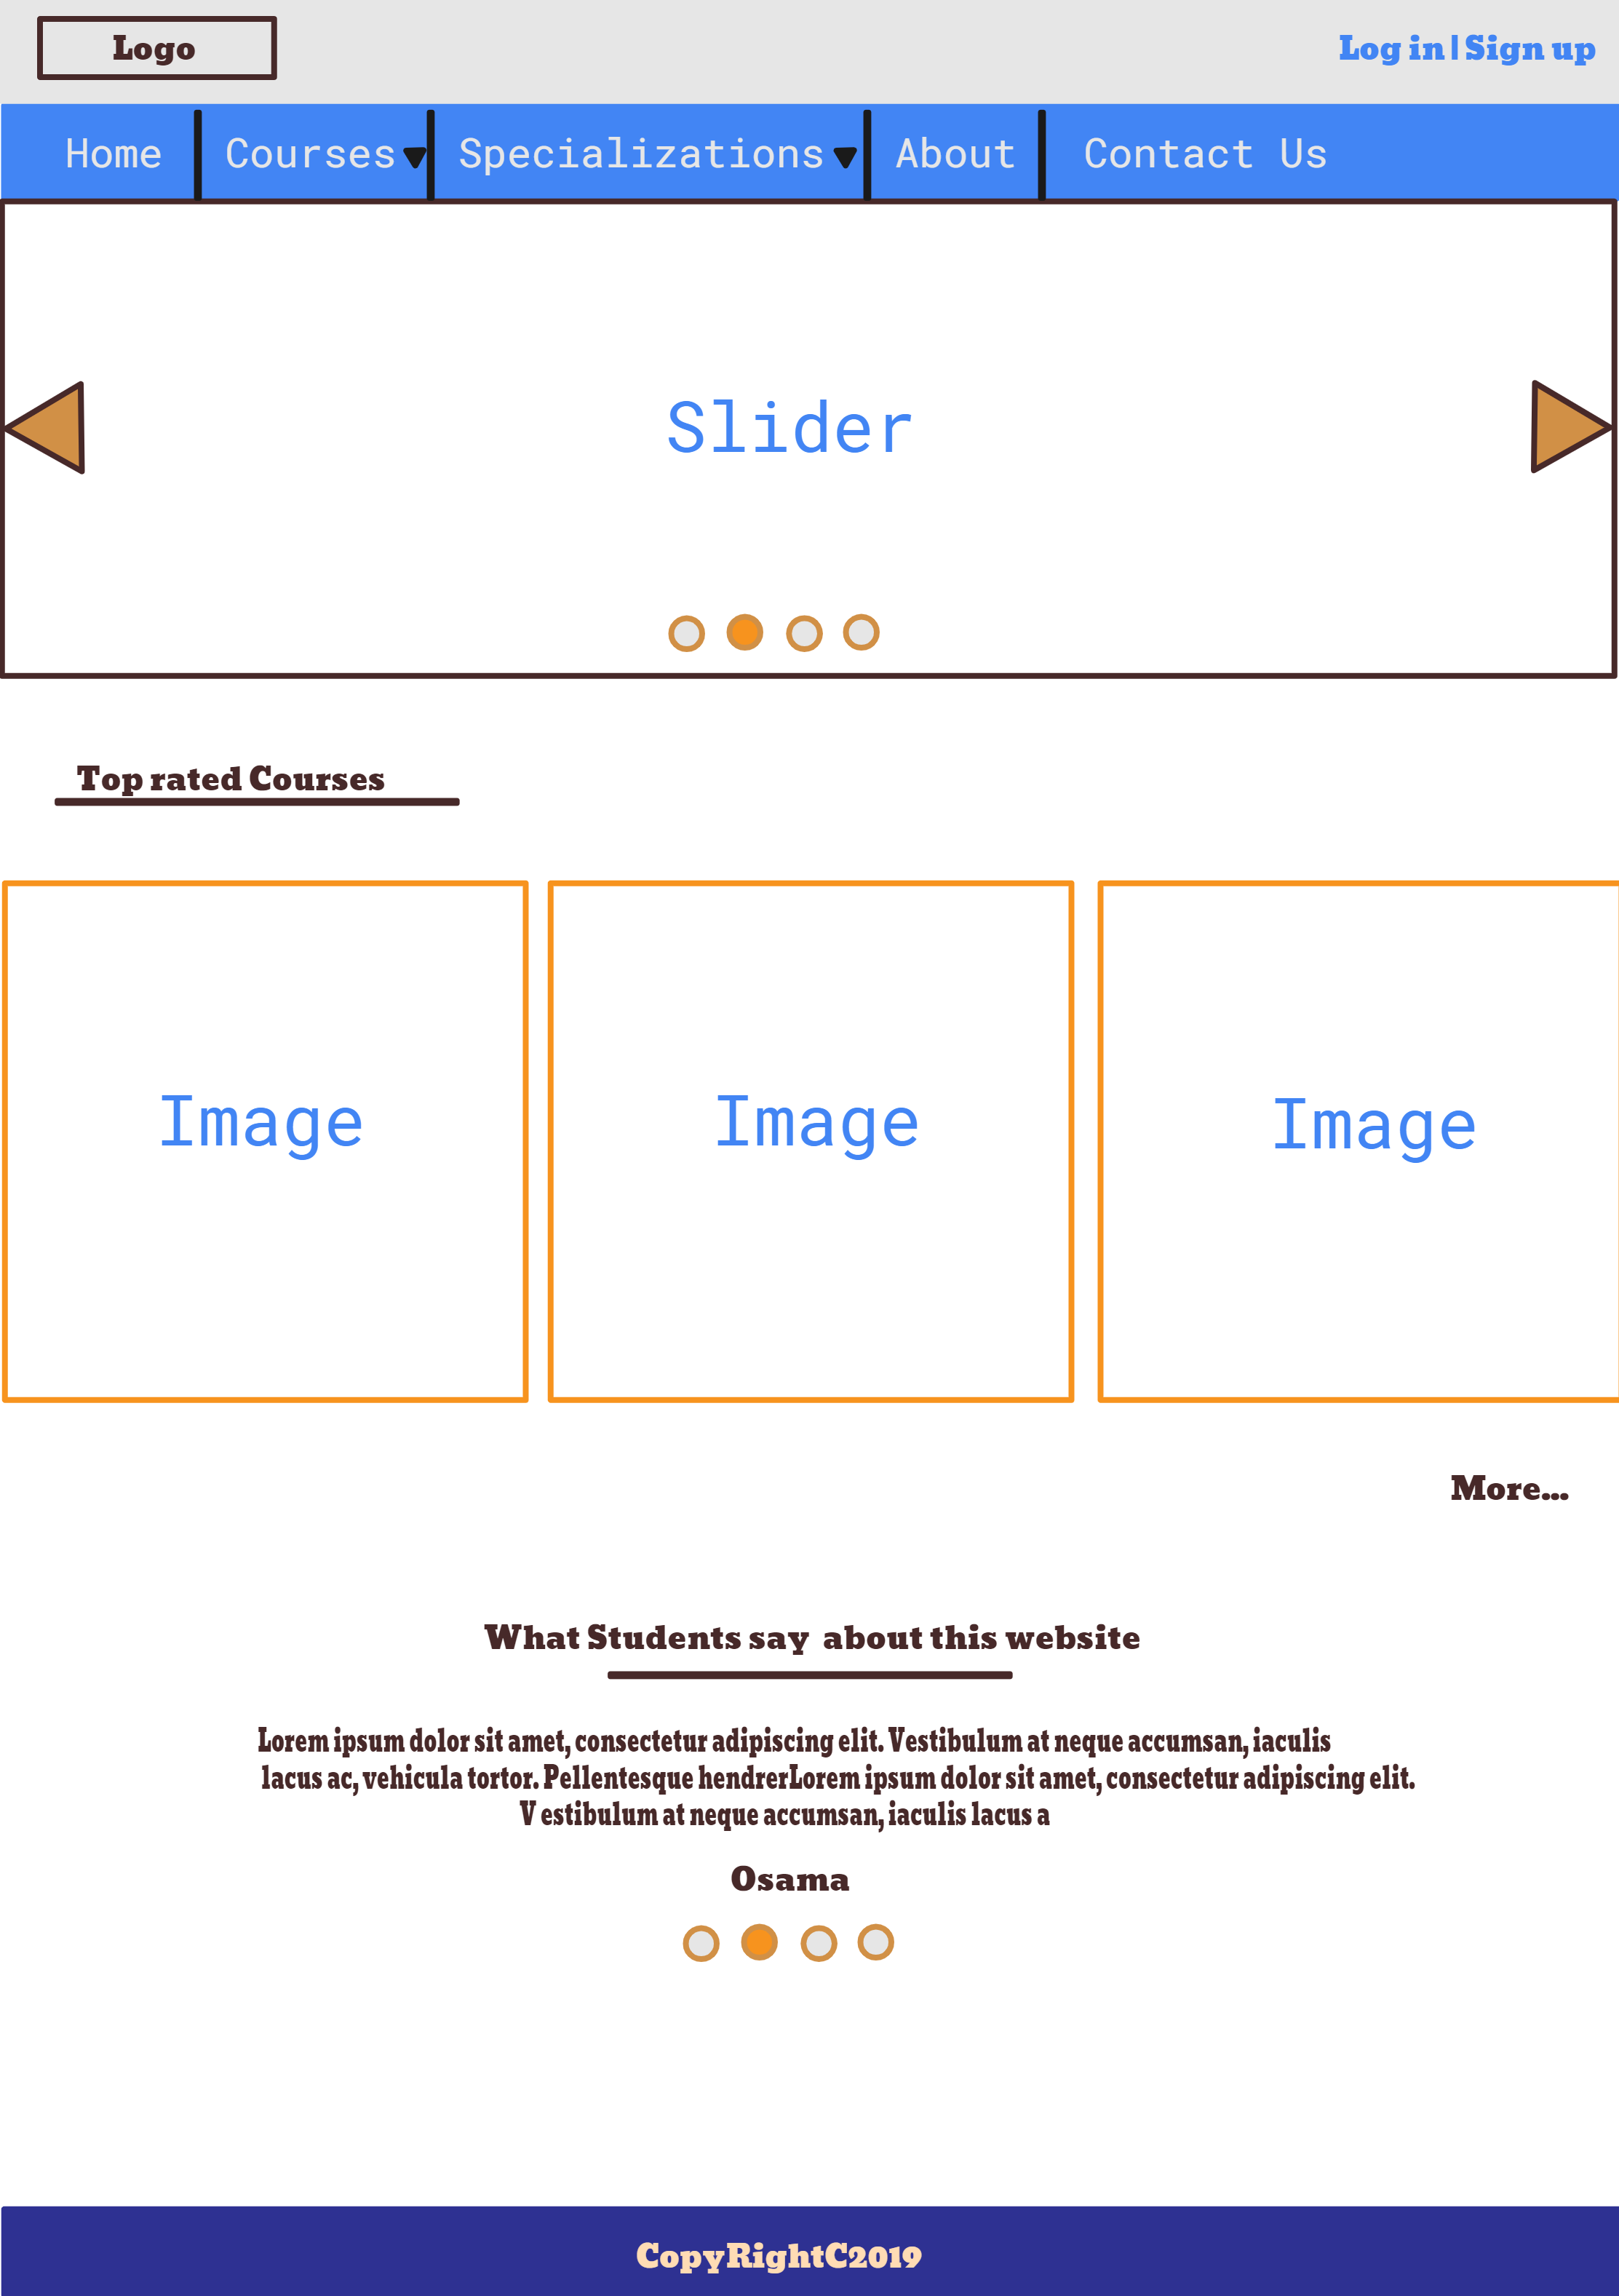 Logo
Log in | Sign up
Home Courses Specializations About Contact Us
Slider
Top rated Courses
Image Image Image
More...
What Students say about this website
Lorem ipsum dolor sit amet, consectetur adipiscing elit. Vestibulum at neque accumsan, iaculis
lacus ac, vehicula tortor. Pellentesque hendrerLorem ipsum dolor sit amet, consectetur adipiscing elit.
V estibulum at neque accumsan, iaculis lacus a
Osama
CopyRightC2019